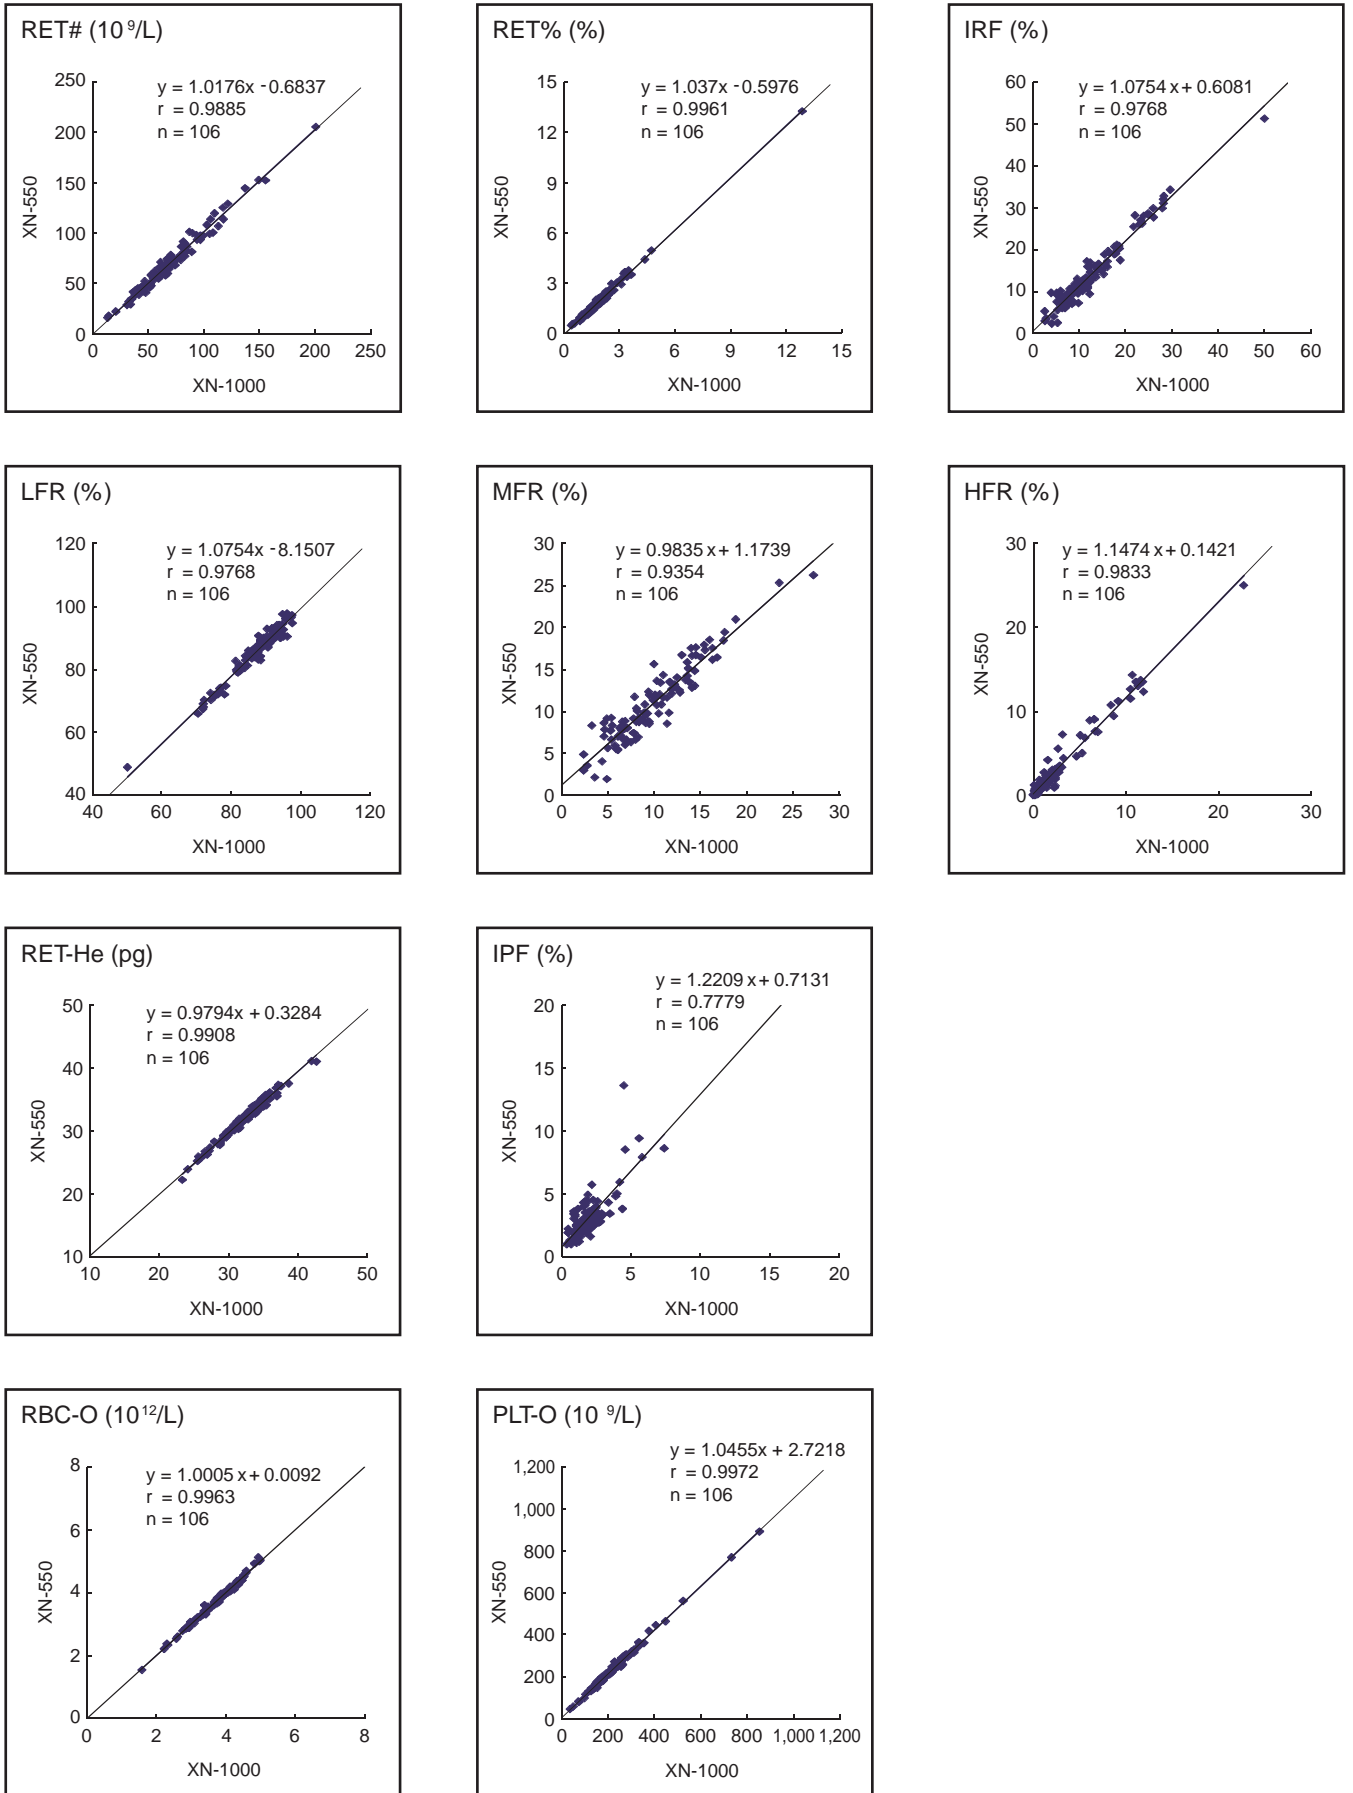 RET# (10⁹/L)
y = 1.0176x - 0.6837
r = 0.9885
n = 106
250
200
150
100
50
0
XN-550
0 50 100 150 200 250
XN-1000
RET% (%)
y = 1.037x - 0.5976
r = 0.9961
n = 106
15
12
9
6
3
0
XN-550
0 3 6 9 12 15
XN-1000
IRF (%)
y = 1.0754x + 0.6081
r = 0.9768
n = 106
60
50
40
30
20
10
0
XN-550
0 10 20 30 40 50 60
XN-1000
LFR (%)
y = 1.0754x - 8.1507
r = 0.9768
n = 106
120
100
80
60
40
XN-550
40 60 80 100 120
XN-1000
MFR (%)
y = 0.9835x + 1.1739
r = 0.9354
n = 106
30
25
20
15
10
5
0
XN-550
0 5 10 15 20 25 30
XN-1000
HFR (%)
y = 1.1474x + 0.1421
r = 0.9833
n = 106
30
20
10
0
XN-550
0 10 20 30
XN-1000
RET-He (pg)
y = 0.9794x + 0.3284
r = 0.9908
n = 106
50
40
30
20
10
XN-550
10 20 30 40 50
XN-1000
IPF (%)
y = 1.2209x + 0.7131
r = 0.7779
n = 106
20
15
10
5
0
XN-550
0 5 10 15 20
XN-1000
RBC-O (10¹²/L)
y = 1.0005x + 0.0092
r = 0.9963
n = 106
8
6
4
2
0
XN-550
0 2 4 6 8
XN-1000
PLT-O (10⁹/L)
y = 1.0455x + 2.7218
r = 0.9972
n = 106
1,200
1,000
800
600
400
200
0
XN-550
0 200 400 600 800 1,000 1,200
XN-1000